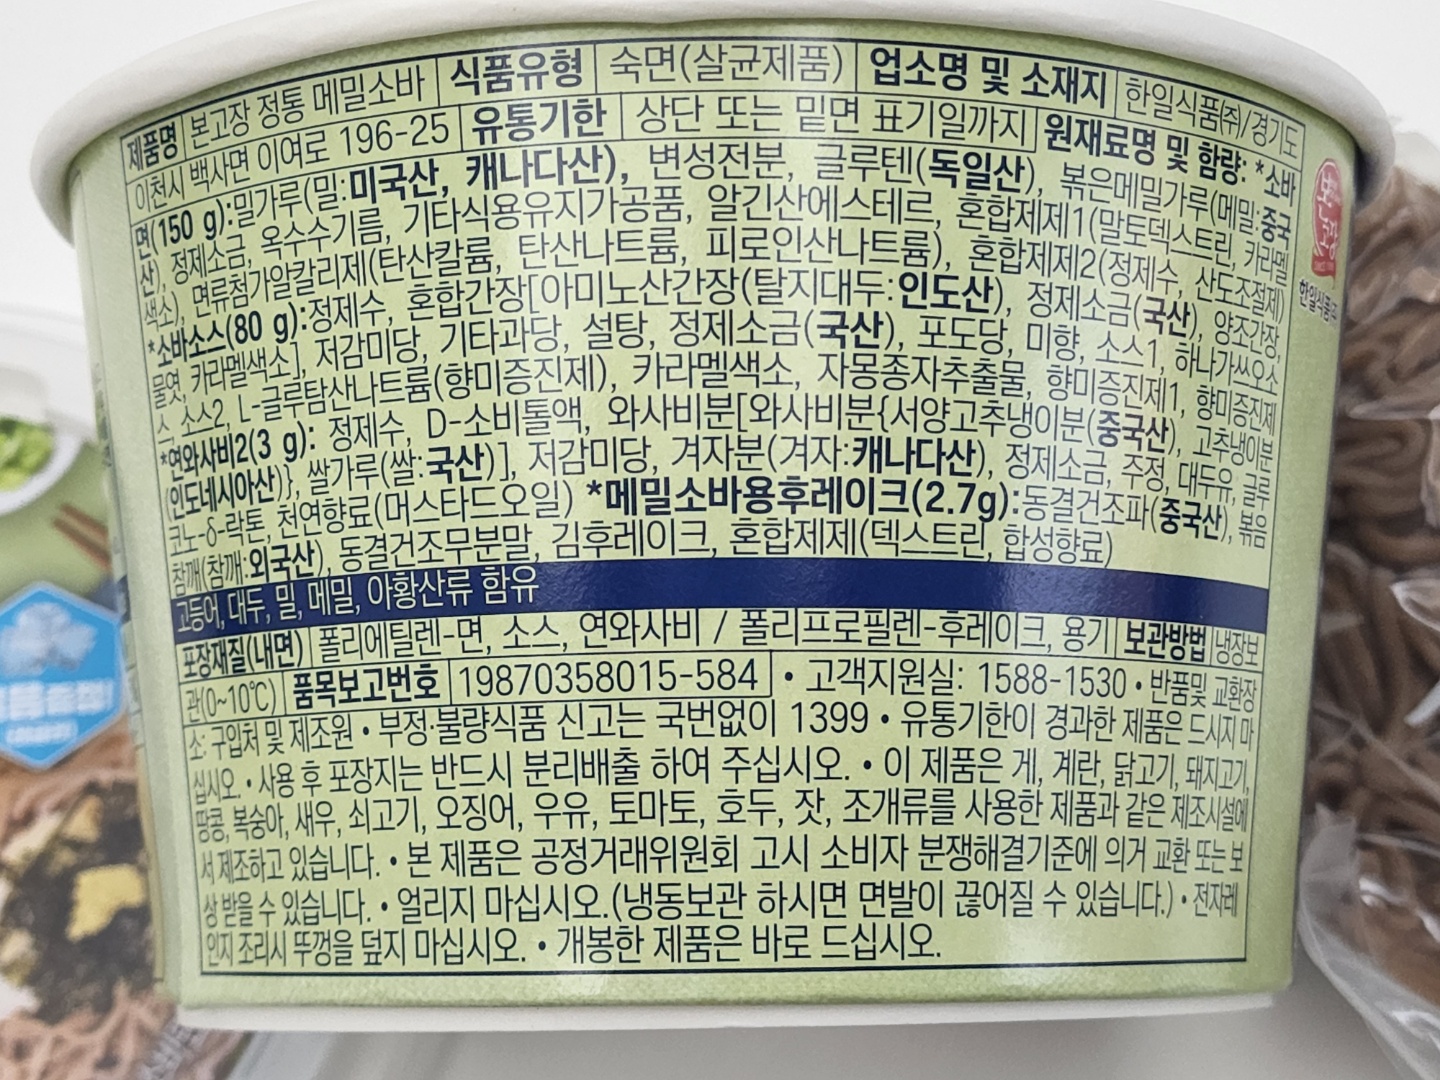 제품명 본고장 정통 메밀소바 식품유형 숙면(살균제품) 업소명 및 소재지 한일식품(주)/경기도
이천시 백사면 이여로 196-25 유통기한 상단 또는 밑면 표기일까지 원재료명 및 함량: *소바
면(150 g):밀가루(밀:미국산, 캐나다산), 변성전분, 글루텐(독일산), 볶은메밀가루(메밀:중국
산), 정제소금, 옥수수기름, 기타식용유지가공품, 알긴산에스테르, 혼합제제1(말토덱스트린, 카라멜
색소), 면류첨가알칼리제(탄산칼륨, 탄산나트륨, 피로인산나트륨), 혼합제제2(정제수, 산도조절제)
*소바소스(80 g):정제수, 혼합간장[아미노산간장(탈지대두:인도산), 정제소금(국산), 양조간장,
물엿, 카라멜색소], 저감미당, 기타과당, 설탕, 정제소금(국산), 포도당, 미향, 소스1, 하나가쓰오소
스, 소스2, L-글루탐산나트륨(향미증진제), 카라멜색소, 자몽종자추출물, 향미증진제1, 향미증진제
*연와사비2(3 g): 정제수, D-소비톨액, 와사비분[와사비분{서양고추냉이분(중국산), 고추냉이분
(인도네시아산)}, 쌀가루(쌀:국산)], 저감미당, 겨자분(겨자:캐나다산), 정제소금, 주정, 대두유, 글루
코노-δ-락톤, 천연향료(머스타드오일) *메밀소바용후레이크(2.7g):동결건조파(중국산), 볶음
참깨(참깨:외국산), 동결건조무분말, 김후레이크, 혼합제제(덱스트린, 합성향료)
고등어, 대두, 밀, 메밀, 아황산류 함유
포장재질(내면) 폴리에틸렌-면, 소스, 연와사비 / 폴리프로필렌-후레이크, 용기 보관방법 냉장보
관(0~10℃) 품목보고번호 19870358015-584 • 고객지원실: 1588-1530 • 반품및 교환장
소: 구입처 및 제조원 • 부정·불량식품 신고는 국번없이 1399 • 유통기한이 경과한 제품은 드시지 마
십시오. • 사용 후 포장지는 반드시 분리배출 하여 주십시오. • 이 제품은 게, 계란, 닭고기, 돼지고기,
땅콩, 복숭아, 새우, 쇠고기, 오징어, 우유, 토마토, 호두, 잣, 조개류를 사용한 제품과 같은 제조시설에
서 제조하고 있습니다. • 본 제품은 공정거래위원회 고시 소비자 분쟁해결기준에 의거 교환 또는 보
상 받을 수 있습니다. • 얼리지 마십시오.(냉동보관 하시면 면발이 끊어질 수 있습니다.) • 전자레
인지 조리시 뚜껑을 덮지 마십시오. • 개봉한 제품은 바로 드십시오.
본고장
한일식품(주)